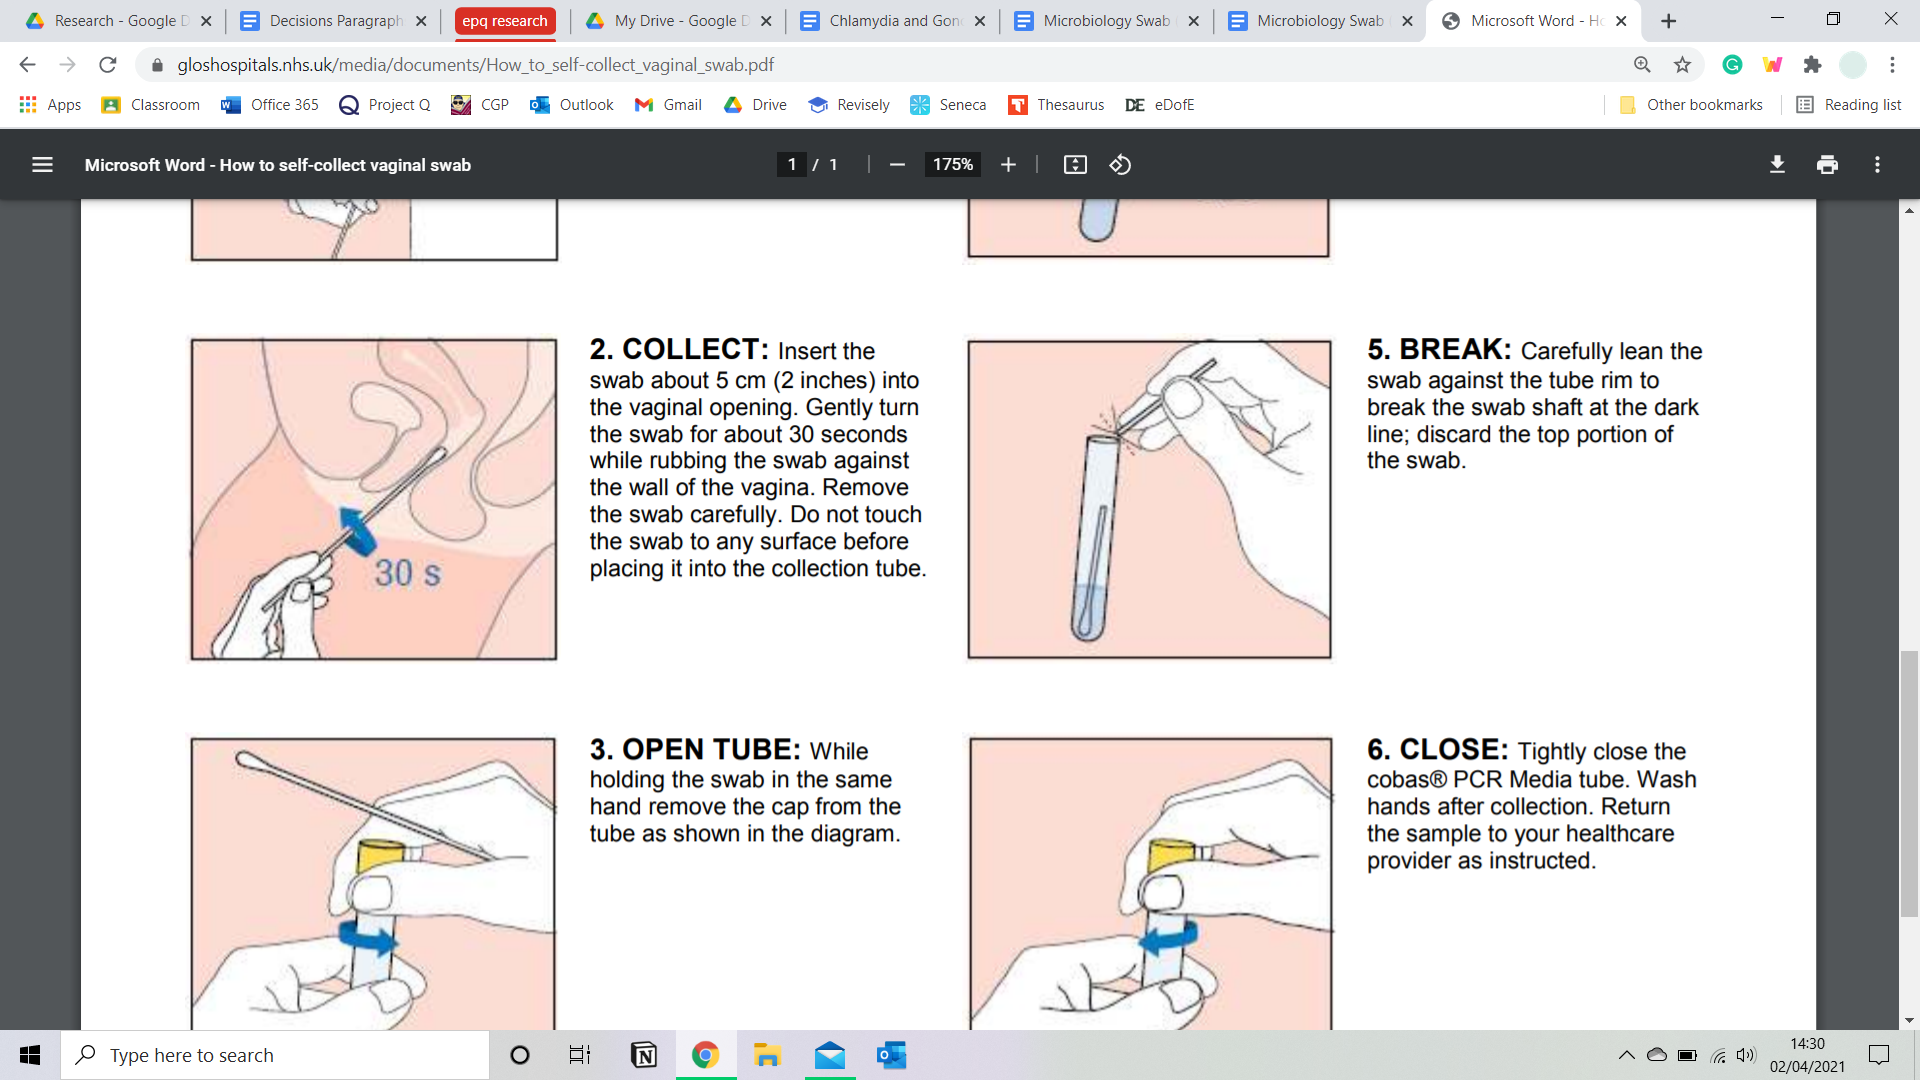 Research - Google D
Decisions Paragraph
epq research
My Drive - Google D
Chlamydia and Gon
Microbiology Swab
Microbiology Swab
Microsoft Word - Ho
gloshospitals.nhs.uk/media/documents/How_to_self-collect_vaginal_swab.pdf
Apps
Classroom
Office 365
Project Q
CGP
Outlook
Gmail
Drive
Revisely
Seneca
Thesaurus
DE eDofE
Other bookmarks
Reading list
Microsoft Word - How to self-collect vaginal swab
1 / 1
175%
2. COLLECT: Insert the
swab about 5 cm (2 inches) into
the vaginal opening. Gently turn
the swab for about 30 seconds
while rubbing the swab against
the wall of the vagina. Remove
the swab carefully. Do not touch
the swab to any surface before
placing it into the collection tube.
30 s
5. BREAK: Carefully lean the
swab against the tube rim to
break the swab shaft at the dark
line; discard the top portion of
the swab.
3. OPEN TUBE: While
holding the swab in the same
hand remove the cap from the
tube as shown in the diagram.
6. CLOSE: Tightly close the
cobas® PCR Media tube. Wash
hands after collection. Return
the sample to your healthcare
provider as instructed.
Type here to search
14:30
02/04/2021